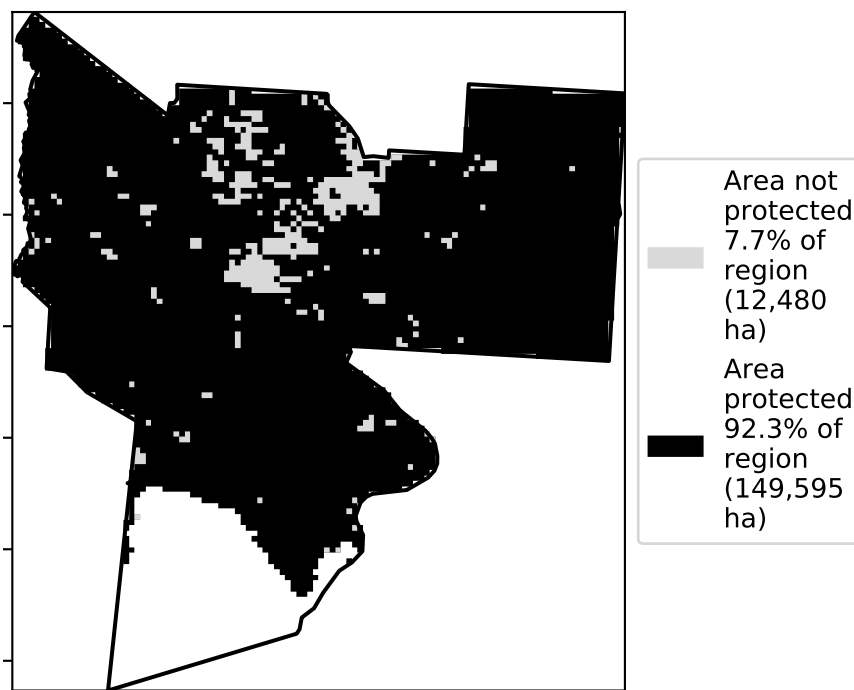 Area not
protected
7.7% of
region
(12,480
ha)
Area
protected
92.3% of
region
(149,595
ha)